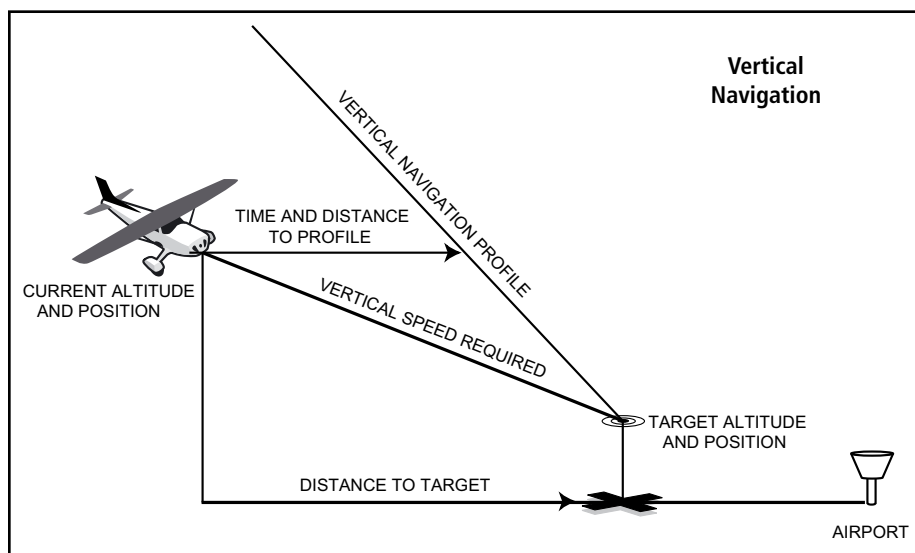 Vertical
Navigation
VERTICAL NAVIGATION PROFILE
TIME AND DISTANCE
TO PROFILE
CURRENT ALTITUDE
AND POSITION
VERTICAL SPEED REQUIRED
TARGET ALTITUDE
AND POSITION
DISTANCE TO TARGET
AIRPORT